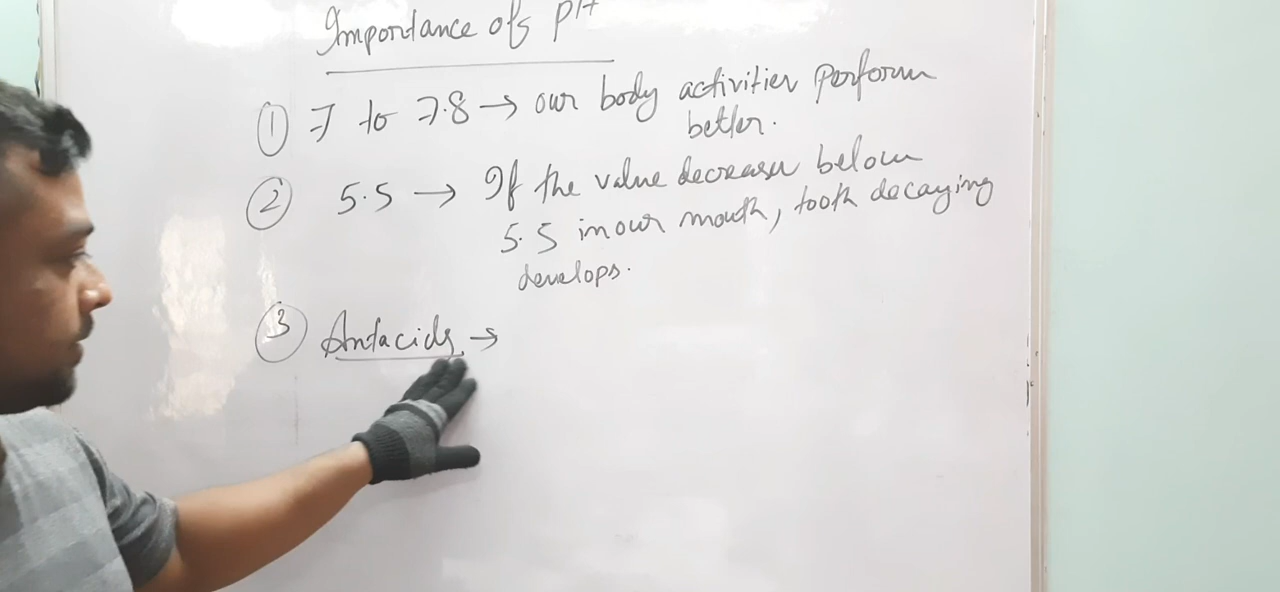 Importance of pH
① 7 to 7.8 → our body activities perform
better.
② 5.5 → If the value decreases below
5.5 in our mouth, tooth decaying
develops.
③ Antacids →